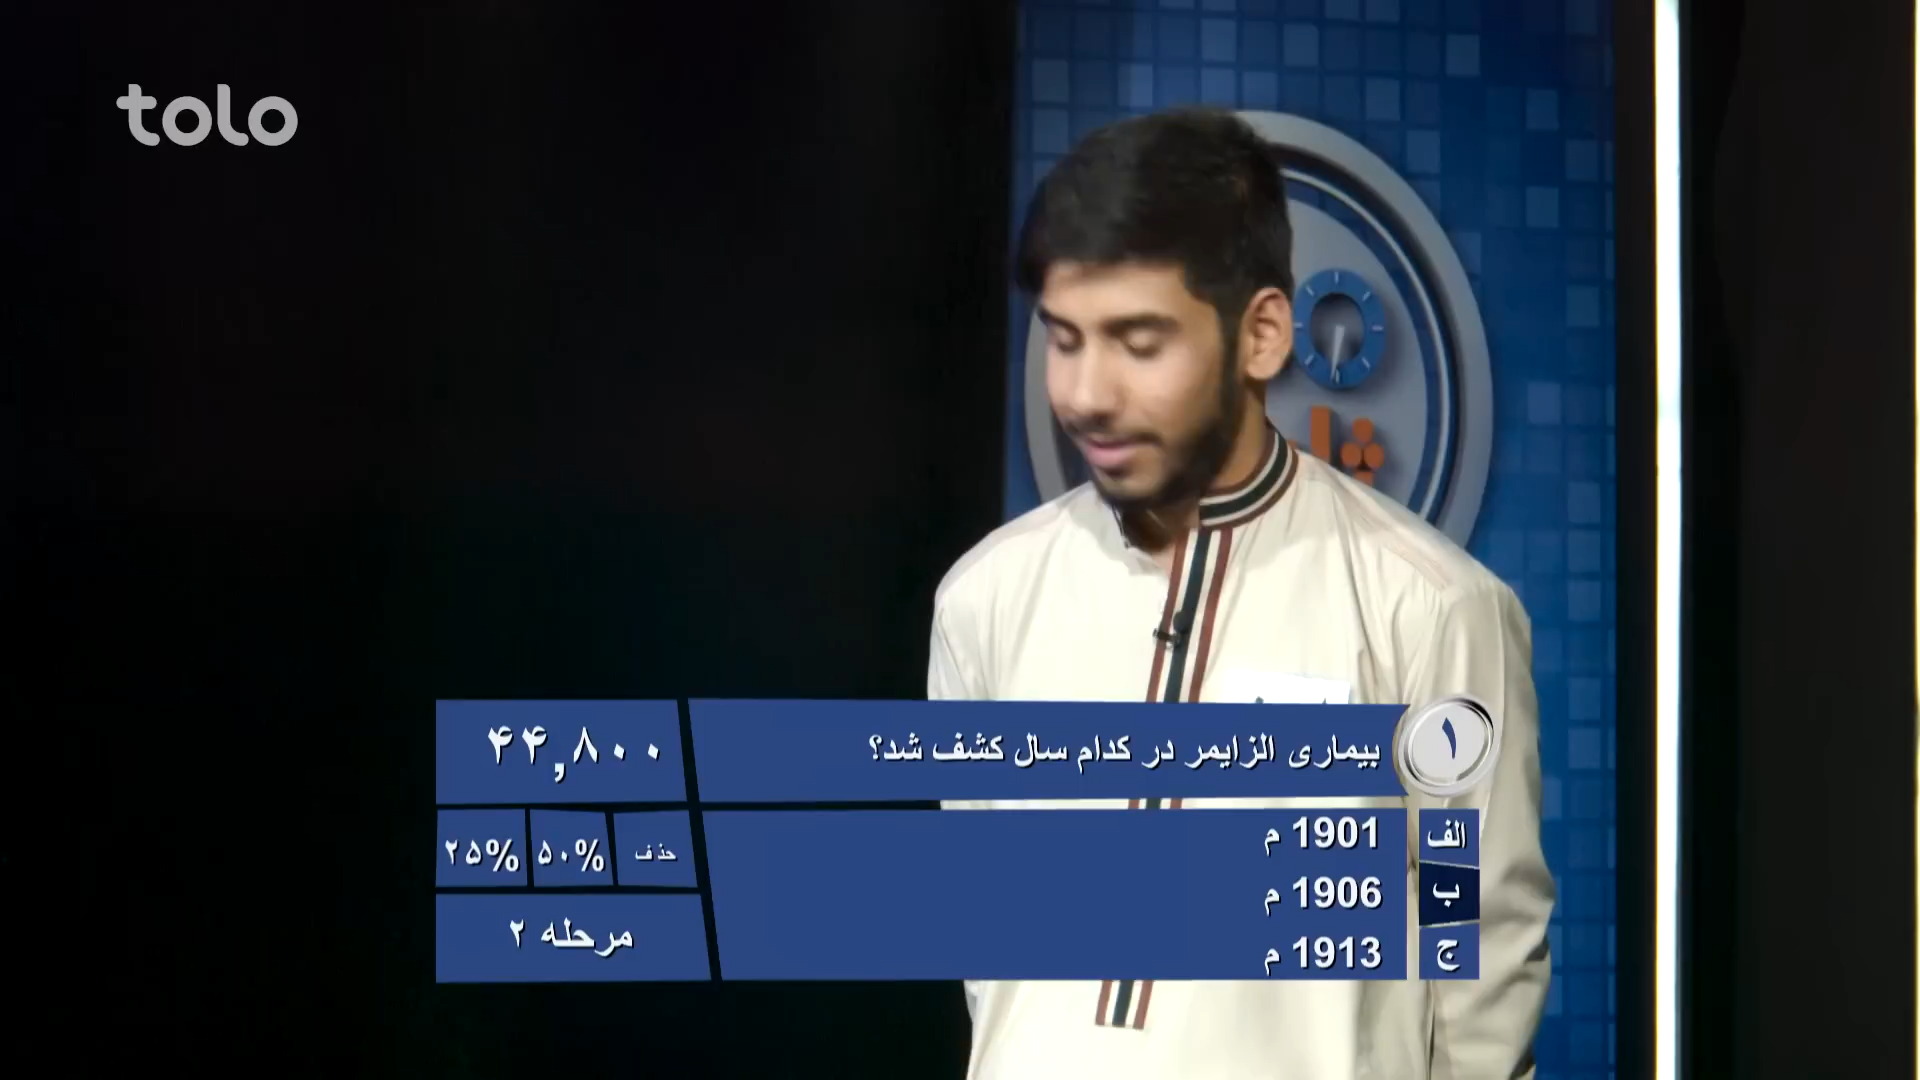 tolo
۱
بیماری الزایمر در کدام سال کشف شد؟
۴۴,۸۰۰
الف
1901 م
ب
1906 م
ج
1913 م
حذف
۵۰%
۲۵%
مرحله ۲